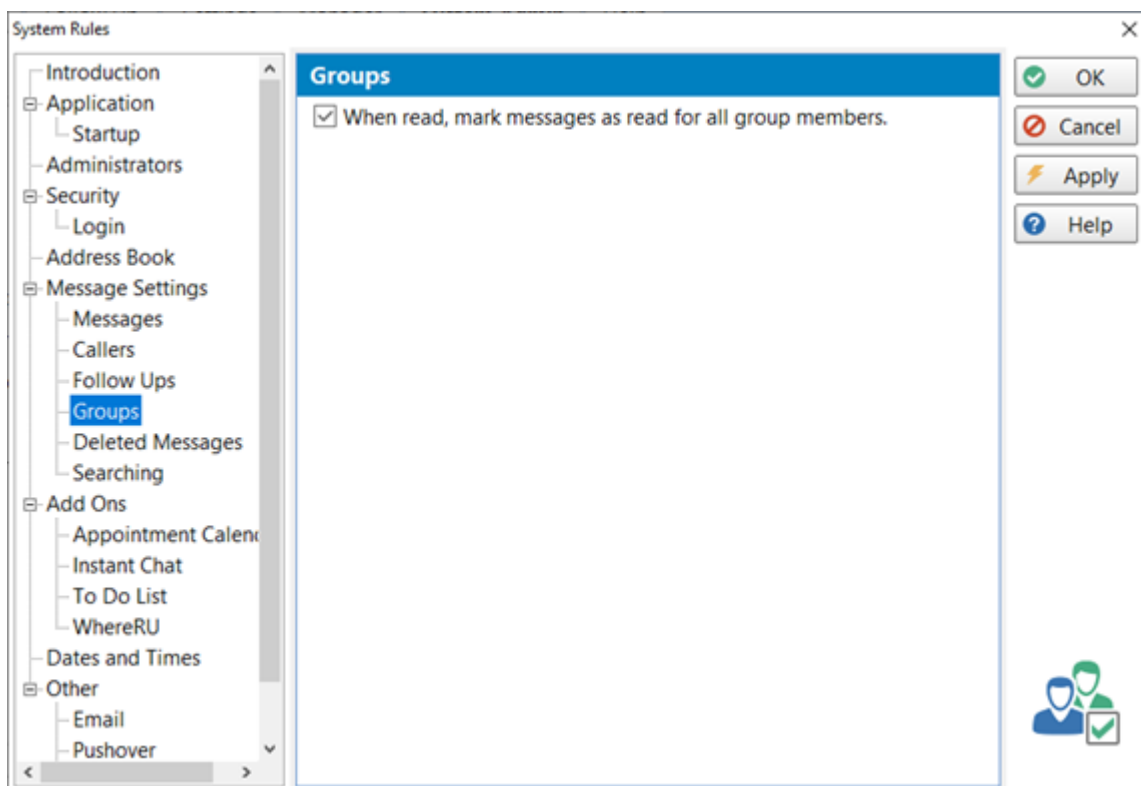 System Rules
Introduction
Application
Startup
Administrators
Security
Login
Address Book
Message Settings
Messages
Callers
Follow Ups
Groups
Deleted Messages
Searching
Add Ons
Appointment Calend
Instant Chat
To Do List
WhereRU
Dates and Times
Other
Email
Pushover
Groups
When read, mark messages as read for all group members.
OK
Cancel
Apply
Help